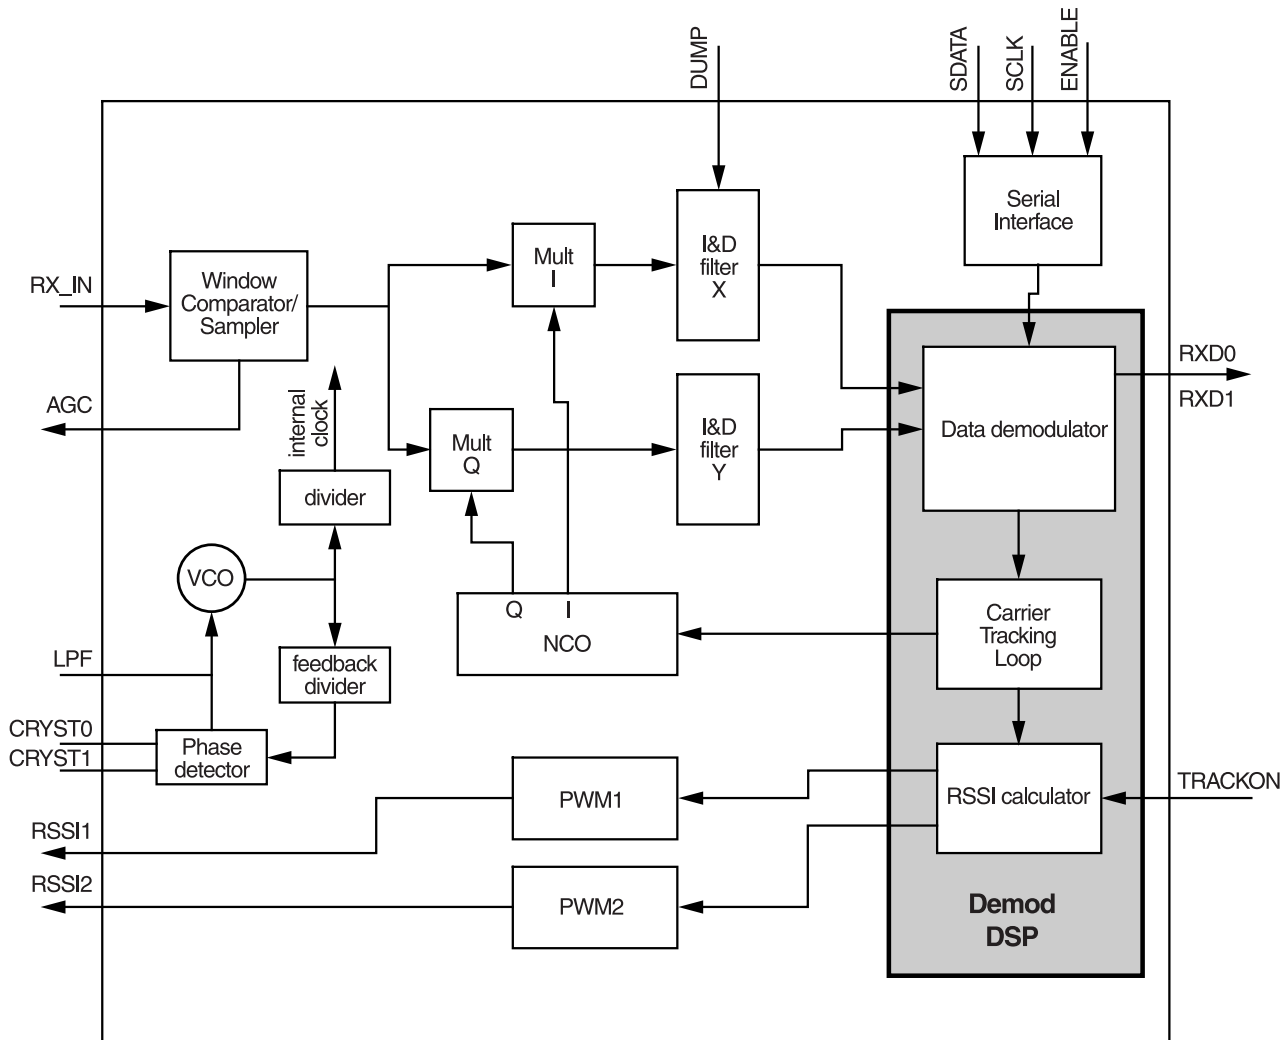 DUMP
SDATA
SCLK
ENABLE
Serial
Interface
I&D
filter
X
Mult
I
RX_IN
Window
Comparator/
Sampler
AGC
internal
clock
Mult
Q
I&D
filter
Y
Data demodulator
RXD0
RXD1
divider
VCO
Q I
NCO
Carrier
Tracking
Loop
LPF
feedback
divider
CRYST0
CRYST1
Phase
detector
PWM1
RSSI calculator
TRACKON
RSSI1
RSSI2
PWM2
Demod
DSP